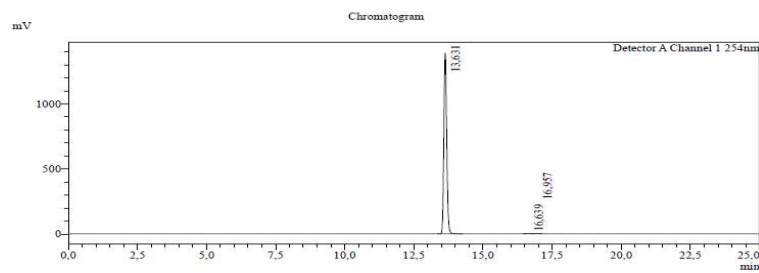 Chromatogram
mV
Detector A Channel 1 254nm
13,631
1000
500
16,957
16,639
0
0,0 2,5 5,0 7,5 10,0 12,5 15,0 17,5 20,0 22,5 25,0
min